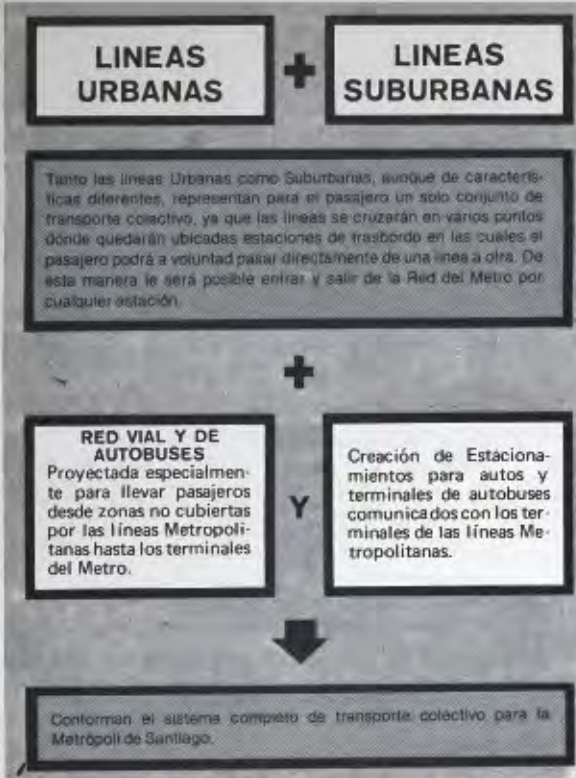 LINEAS
URBANAS
+
LINEAS
SUBURBANAS
Tanto las líneas Urbanas como Suburbanas, aunque de caracterís-
ticas diferentes, representan para el pasajero un solo conjunto de
transporte colectivo, ya que las líneas se cruzarán en varios puntos
donde quedarán ubicadas estaciones de trasbordo en las cuales el
pasajero podrá a voluntad pasar directamente de una línea a otra. De
esta manera le será posible entrar y salir de la Red del Metro por
cualquier estación.
+
RED VIAL Y DE
AUTOBUSES
Proyectada especialmen-
te para llevar pasajeros
desde zonas no cubiertas
por las líneas Metropoli-
tanas hasta los terminales
del Metro.
Y
Creación de Estaciona-
mientos para autos y
terminales de autobuses
comunicados con los ter-
minales de las líneas Me-
tropolitanas.
Conforman el sistema completo de transporte colectivo para la
Metrópoli de Santiago.